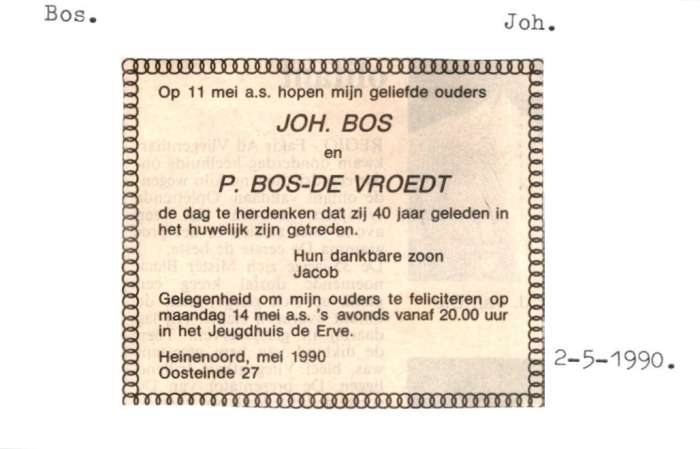 Bos.
Joh.
Op 11 mei a.s. hopen mijn geliefde ouders
JOH. BOS
en
P. BOS-DE VROEDT
de dag te herdenken dat zij 40 jaar geleden in
het huwelijk zijn getreden.
Hun dankbare zoon
Jacob
Gelegenheid om mijn ouders te feliciteren op
maandag 14 mei a.s. 's avonds vanaf 20.00 uur
in het Jeugdhuis de Erve.
Heinenoord, mei 1990
Oosteinde 27
2-5-1990.